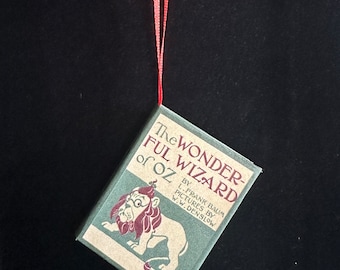 The WONDER-
FUL WIZARD
of OZ
BY
L. FRANK BAUM
PICTURES BY
W. W. DENSLOW